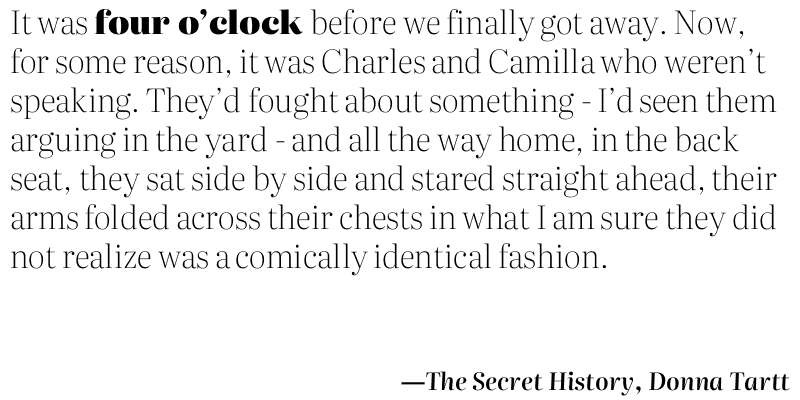 It was four o’clock before we finally got away. Now,
for some reason, it was Charles and Camilla who weren’t
speaking. They’d fought about something - I’d seen them
arguing in the yard - and all the way home, in the back
seat, they sat side by side and stared straight ahead, their
arms folded across their chests in what I am sure they did
not realize was a comically identical fashion.
—The Secret History, Donna Tartt